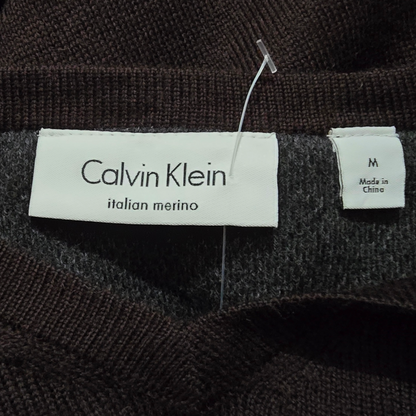 Calvin Klein
italian merino
M
Made in
China